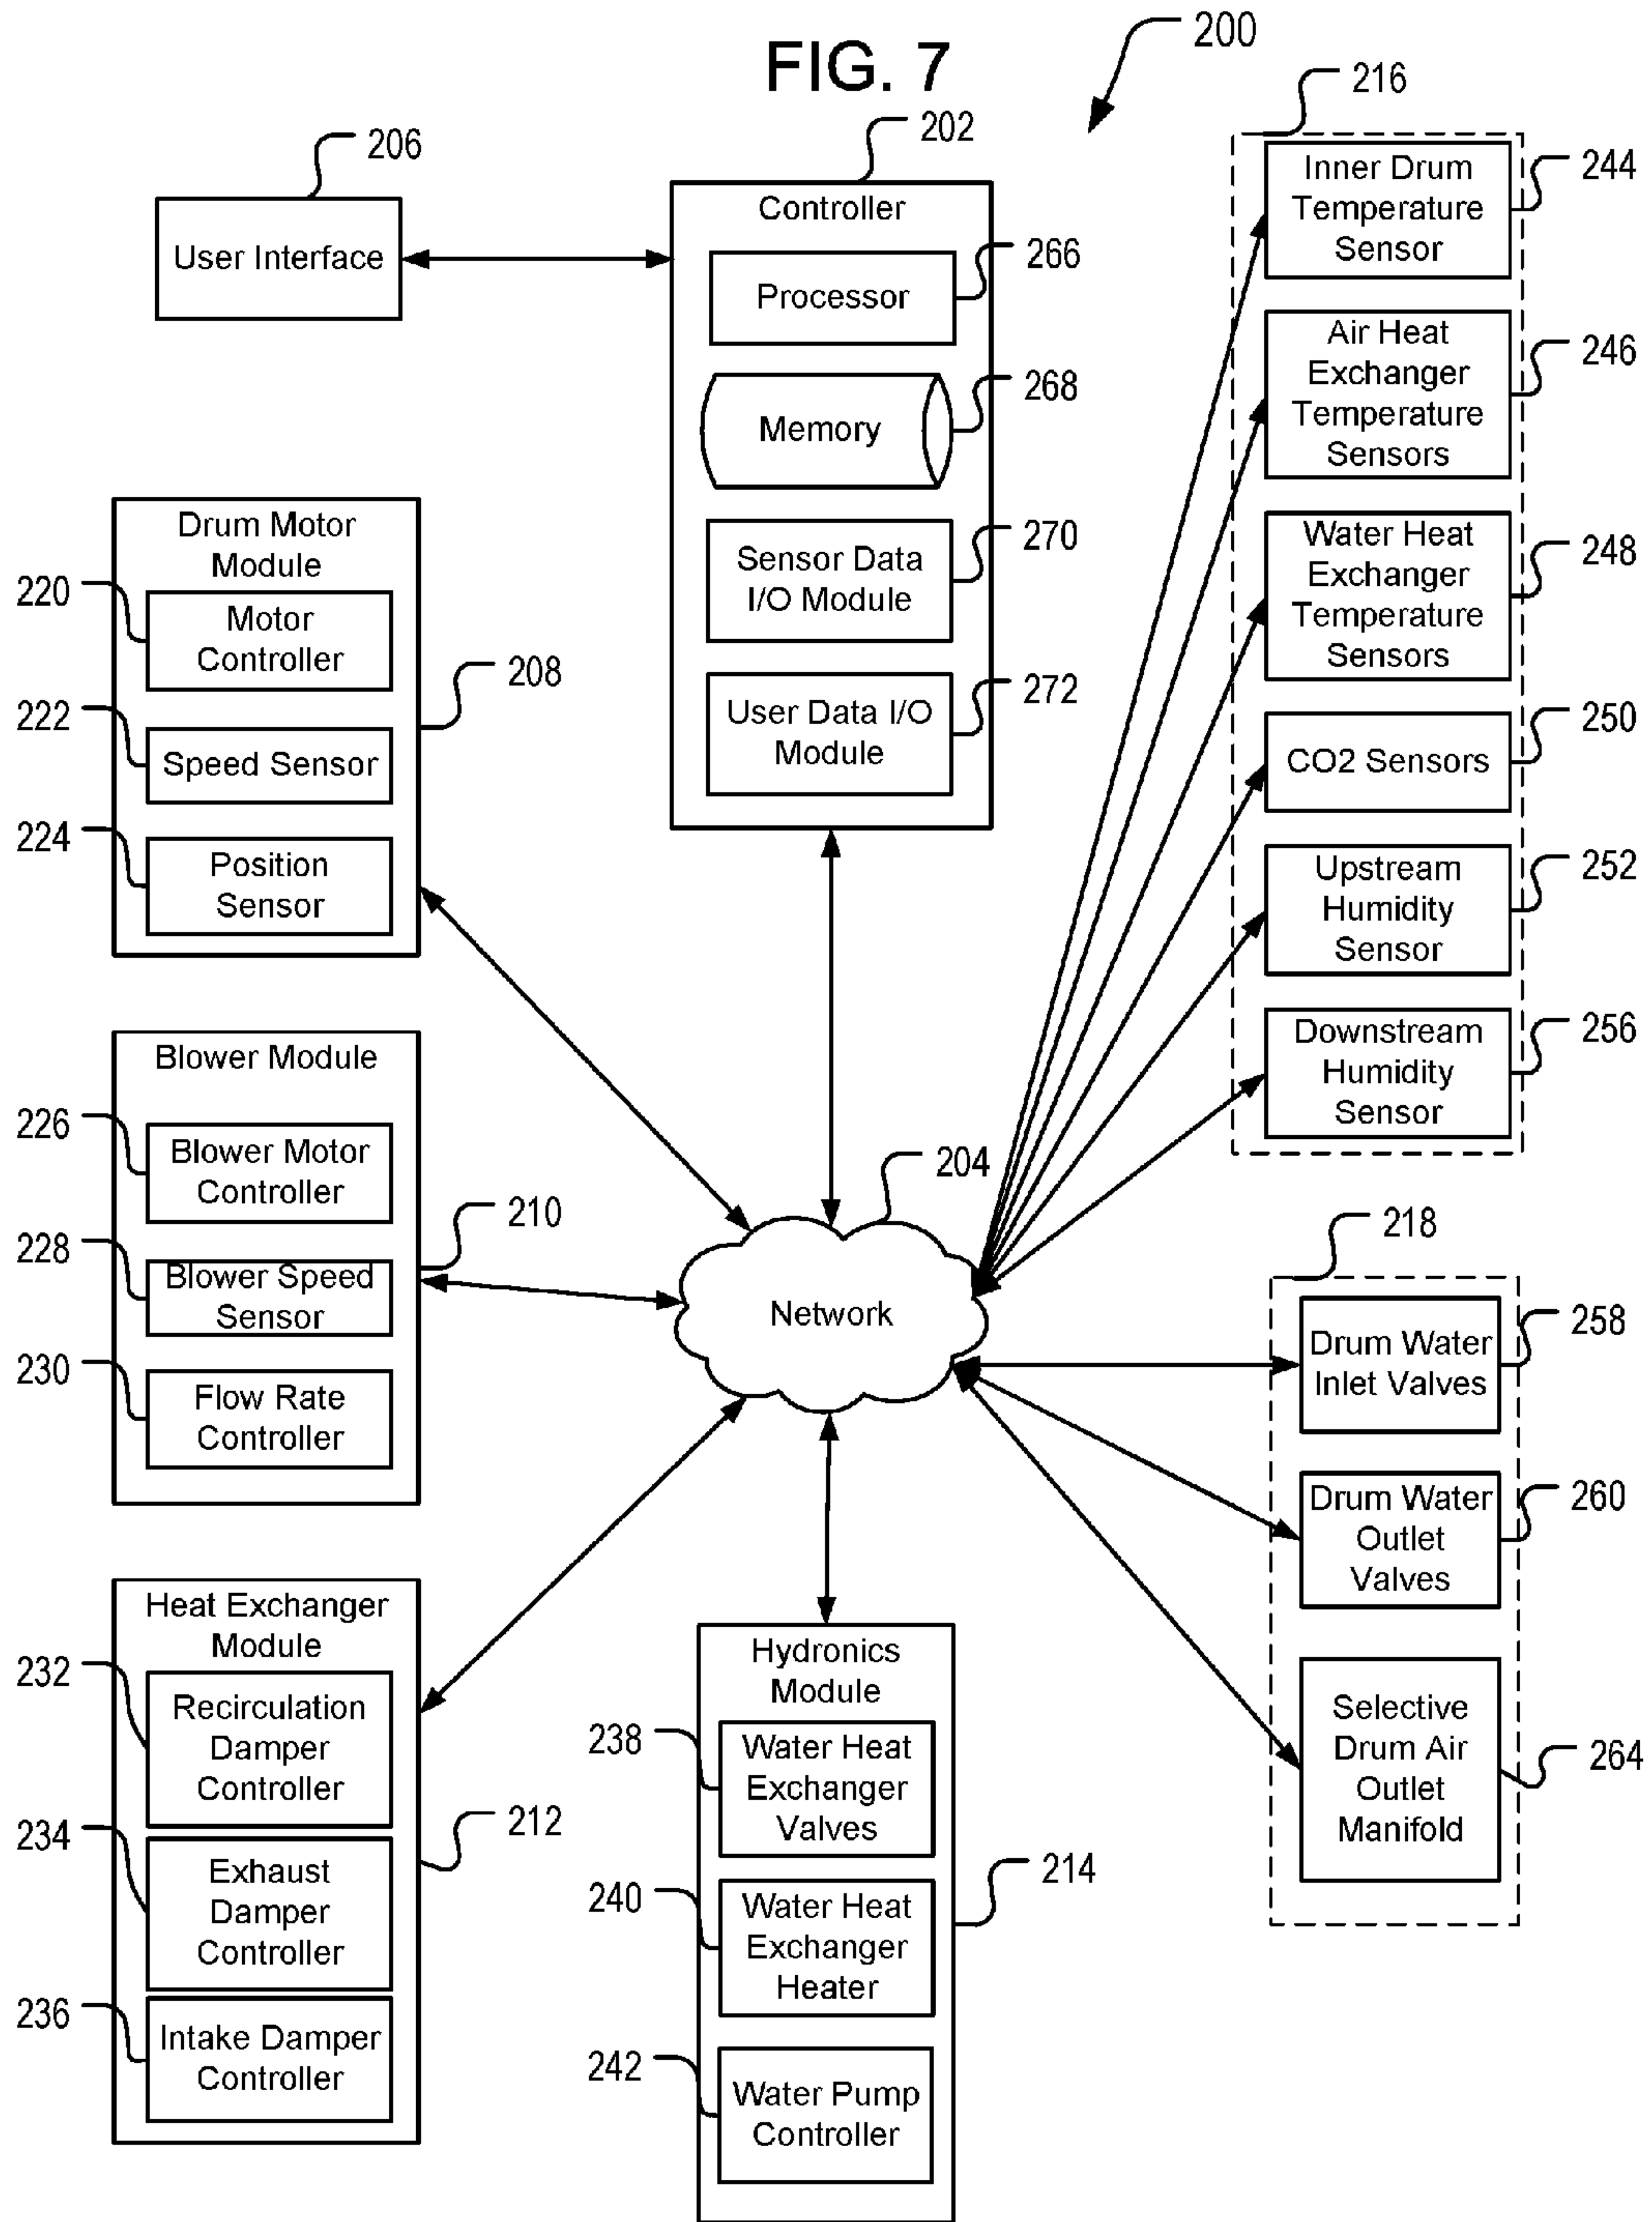 FIG. 7
200
202
206
216
User Interface
Controller
Processor
266
Memory
268
Sensor Data
I/O Module
270
User Data I/O
Module
272
Inner Drum
Temperature
Sensor
244
Air Heat
Exchanger
Temperature
Sensors
246
Water Heat
Exchanger
Temperature
Sensors
248
CO2 Sensors
250
Upstream
Humidity
Sensor
252
Downstream
Humidity
Sensor
256
Drum Motor
Module
208
220
Motor
Controller
222
Speed Sensor
224
Position
Sensor
Blower Module
210
226
Blower Motor
Controller
228
Blower Speed
Sensor
230
Flow Rate
Controller
204
Network
218
Drum Water
Inlet Valves
258
Drum Water
Outlet
Valves
260
Selective
Drum Air
Outlet
Manifold
264
Heat Exchanger
Module
212
232
Recirculation
Damper
Controller
234
Exhaust
Damper
Controller
236
Intake Damper
Controller
Hydronics
Module
214
238
Water Heat
Exchanger
Valves
240
Water Heat
Exchanger
Heater
242
Water Pump
Controller